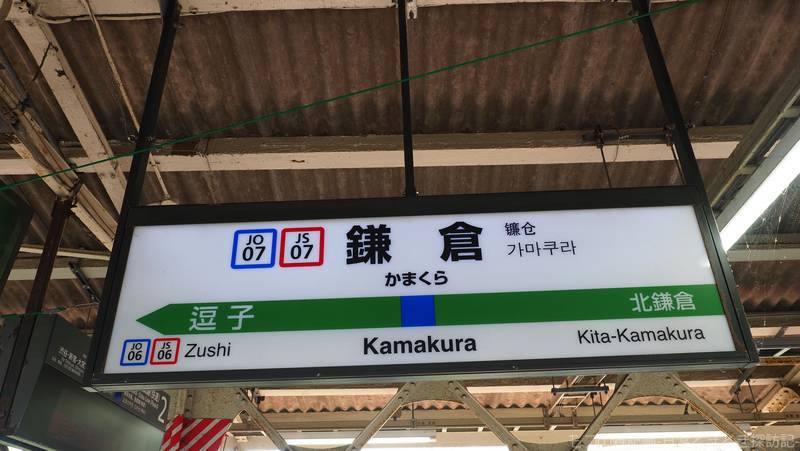 JO 07
JS 07
鎌倉
镰仓
가마쿠라
かまくら
逗子
北鎌倉
JO 06
JS 06
Zushi
Kamakura
Kita-Kamakura
2